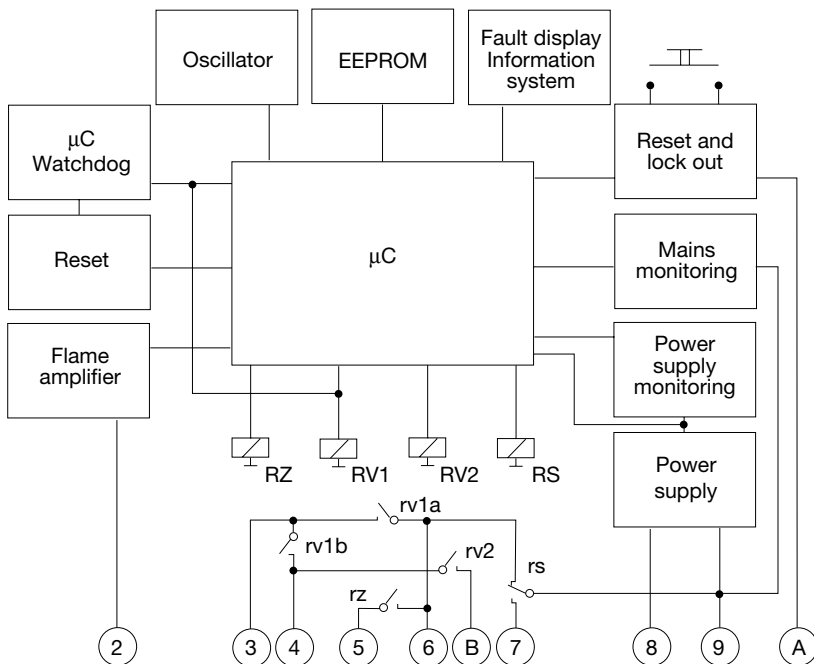 Oscillator
EEPROM
Fault display
Information
system
μC
Watchdog
Reset and
lock out
Reset
μC
Mains
monitoring
Flame
amplifier
Power
supply
monitoring
RZ
RV1
RV2
RS
Power
supply
rv1a
rv1b
rv2
rs
rz
2
3
4
5
6
B
7
8
9
A